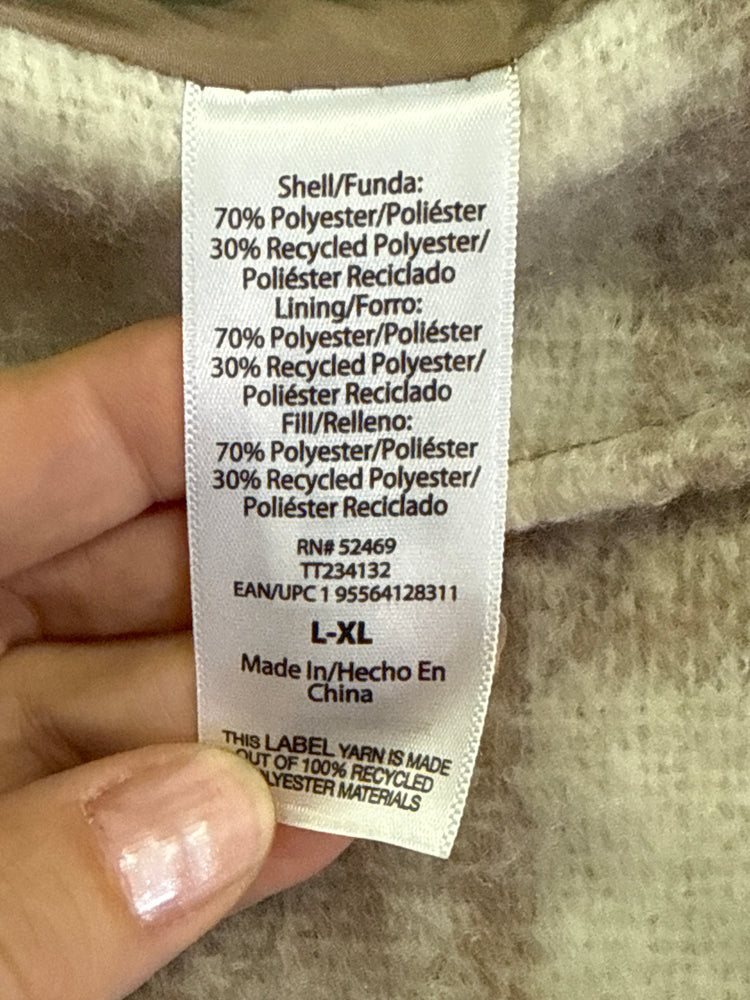 Shell/Funda:
70% Polyester/Poliéster
30% Recycled Polyester/
Poliéster Reciclado
Lining/Forro:
70% Polyester/Poliéster
30% Recycled Polyester/
Poliéster Reciclado
Fill/Relleno:
70% Polyester/Poliéster
30% Recycled Polyester/
Poliéster Reciclado
RN# 52469
TT234132
EAN/UPC 1 95564128311
L-XL
Made In/Hecho En
China
THIS LABEL YARN IS MADE
OUT OF 100% RECYCLED
POLYESTER MATERIALS